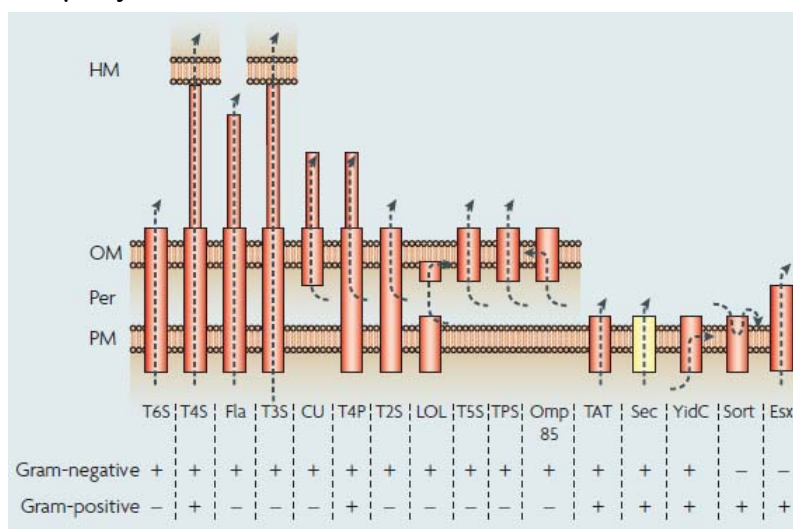 HM
OM
Per
PM
T6S T4S Fla T3S CU T4P T2S LOL T5S TPS Omp 85 TAT Sec YidC Sort Esx
Gram-negative + + + + + + + + + + + + + + – –
Gram-positive – + – – – + – – – – – + + + + +